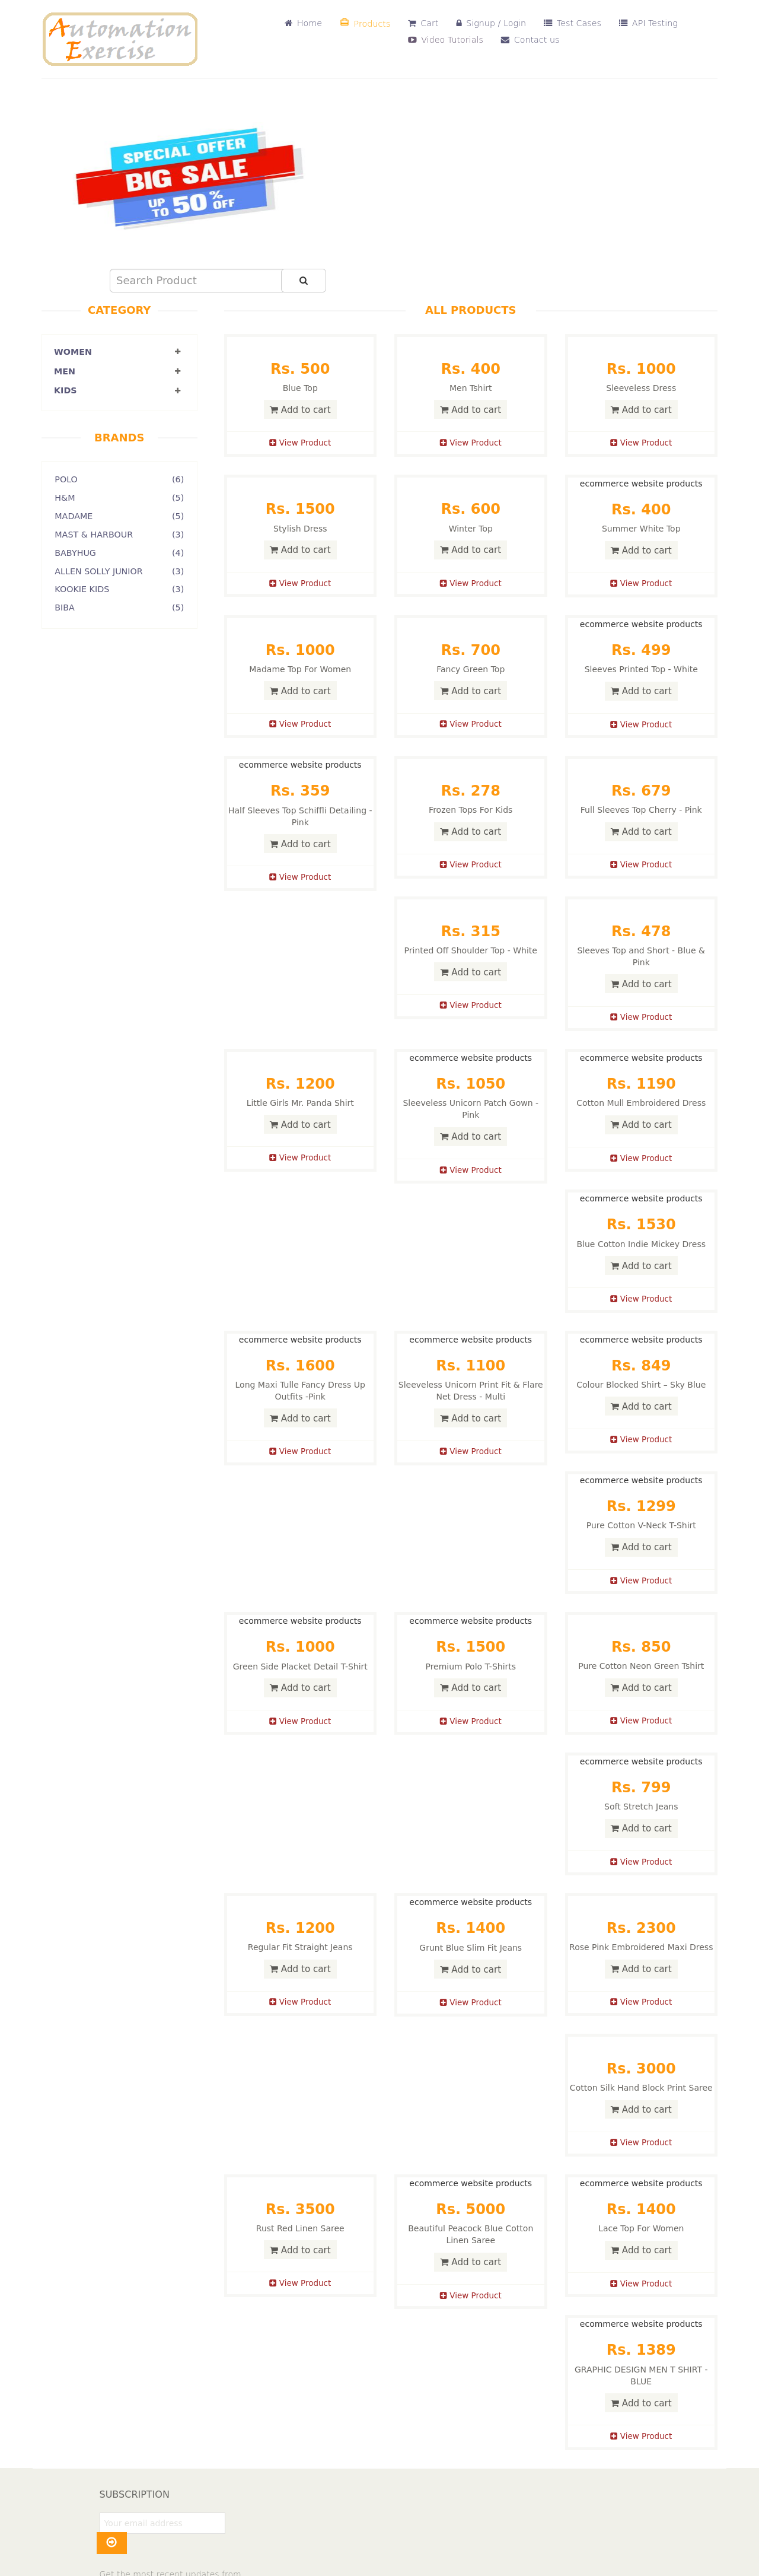 Automation
Exercise
Home
Products
Cart
Signup / Login
Test Cases
API Testing
Video Tutorials
Contact us
SPECIAL OFFER
BIG SALE
UP TO 50% OFF
Search Product
CATEGORY
WOMEN
MEN
KIDS
BRANDS
POLO (6)
H&M (5)
MADAME (5)
MAST & HARBOUR (3)
BABYHUG (4)
ALLEN SOLLY JUNIOR (3)
KOOKIE KIDS (3)
BIBA (5)
ALL PRODUCTS
Rs. 500
Blue Top
Add to cart
View Product
Rs. 400
Men Tshirt
Add to cart
View Product
Rs. 1000
Sleeveless Dress
Add to cart
View Product
Rs. 1500
Stylish Dress
Add to cart
View Product
Rs. 600
Winter Top
Add to cart
View Product
ecommerce website products
Rs. 400
Summer White Top
Add to cart
View Product
Rs. 1000
Madame Top For Women
Add to cart
View Product
Rs. 700
Fancy Green Top
Add to cart
View Product
ecommerce website products
Rs. 499
Sleeves Printed Top - White
Add to cart
View Product
ecommerce website products
Rs. 359
Half Sleeves Top Schiffli Detailing -
Pink
Add to cart
View Product
Rs. 278
Frozen Tops For Kids
Add to cart
View Product
Rs. 679
Full Sleeves Top Cherry - Pink
Add to cart
View Product
Rs. 315
Printed Off Shoulder Top - White
Add to cart
View Product
Rs. 478
Sleeves Top and Short - Blue &
Pink
Add to cart
View Product
Rs. 1200
Little Girls Mr. Panda Shirt
Add to cart
View Product
ecommerce website products
Rs. 1050
Sleeveless Unicorn Patch Gown -
Pink
Add to cart
View Product
ecommerce website products
Rs. 1190
Cotton Mull Embroidered Dress
Add to cart
View Product
ecommerce website products
Rs. 1530
Blue Cotton Indie Mickey Dress
Add to cart
View Product
ecommerce website products
Rs. 1600
Long Maxi Tulle Fancy Dress Up
Outfits -Pink
Add to cart
View Product
ecommerce website products
Rs. 1100
Sleeveless Unicorn Print Fit & Flare
Net Dress - Multi
Add to cart
View Product
ecommerce website products
Rs. 849
Colour Blocked Shirt – Sky Blue
Add to cart
View Product
ecommerce website products
Rs. 1299
Pure Cotton V-Neck T-Shirt
Add to cart
View Product
ecommerce website products
Rs. 1000
Green Side Placket Detail T-Shirt
Add to cart
View Product
ecommerce website products
Rs. 1500
Premium Polo T-Shirts
Add to cart
View Product
Rs. 850
Pure Cotton Neon Green Tshirt
Add to cart
View Product
ecommerce website products
Rs. 799
Soft Stretch Jeans
Add to cart
View Product
Rs. 1200
Regular Fit Straight Jeans
Add to cart
View Product
ecommerce website products
Rs. 1400
Grunt Blue Slim Fit Jeans
Add to cart
View Product
Rs. 2300
Rose Pink Embroidered Maxi Dress
Add to cart
View Product
Rs. 3000
Cotton Silk Hand Block Print Saree
Add to cart
View Product
Rs. 3500
Rust Red Linen Saree
Add to cart
View Product
ecommerce website products
Rs. 5000
Beautiful Peacock Blue Cotton
Linen Saree
Add to cart
View Product
ecommerce website products
Rs. 1400
Lace Top For Women
Add to cart
View Product
ecommerce website products
Rs. 1389
GRAPHIC DESIGN MEN T SHIRT -
BLUE
Add to cart
View Product
SUBSCRIPTION
Your email address
Get the most recent updates from